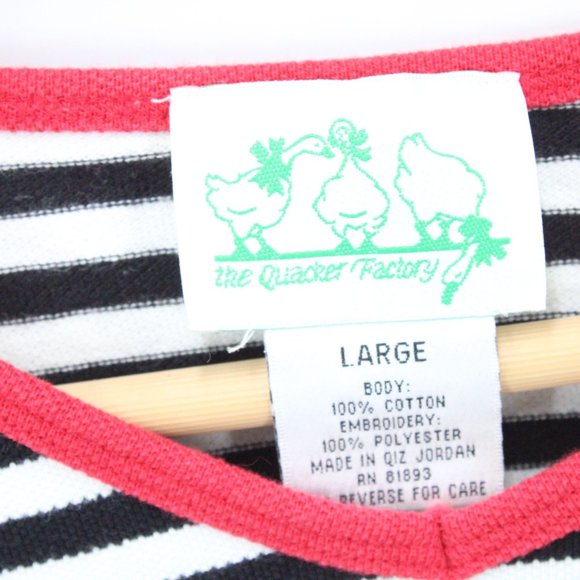 the Quacker Factory
LARGE
BODY:
100% COTTON
EMBROIDERY:
100% POLYESTER
MADE IN QIZ JORDAN
RN 81893
REVERSE FOR CARE